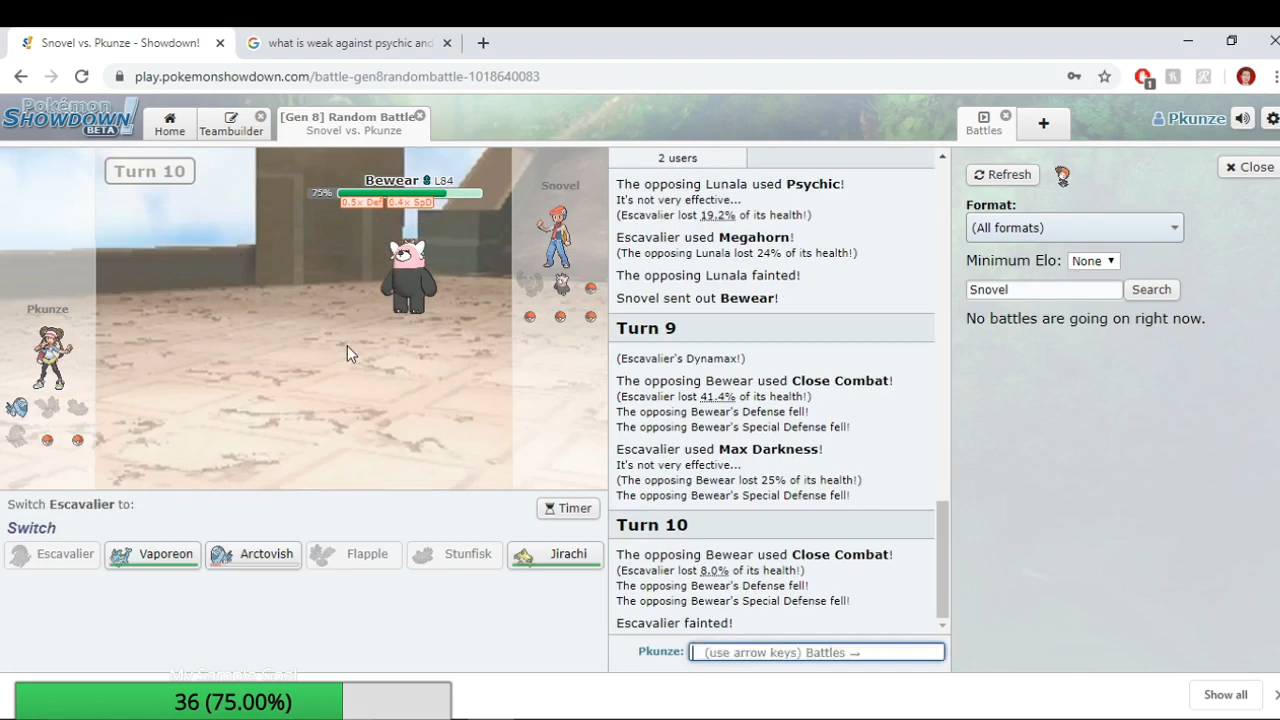 Snovel vs. Pkunze - Showdown!
what is weak against psychic and
play.pokemonshowdown.com/battle-gen8randombattle-1018640083
1
Pokémon
SHOWDOWN!
BETA
Home
Teambuilder
[Gen 8] Random Battle
Snovel vs. Pkunze
Battles
Pkunze
Turn 10
Bewear L84
75%
0.5× Def 0.4× SpD
Snovel
Pkunze
Switch Escavalier to:
Timer
Switch
Escavalier
Vaporeon
Arctovish
Flapple
Stunfisk
Jirachi
2 users
The opposing Lunala used Psychic!
It's not very effective...
(Escavalier lost 19.2% of its health!)
Escavalier used Megahorn!
(The opposing Lunala lost 24% of its health!)
The opposing Lunala fainted!
Snovel sent out Bewear!
Turn 9
(Escavalier's Dynamax!)
The opposing Bewear used Close Combat!
(Escavalier lost 41.4% of its health!)
The opposing Bewear's Defense fell!
The opposing Bewear's Special Defense fell!
Escavalier used Max Darkness!
It's not very effective...
(The opposing Bewear lost 25% of its health!)
The opposing Bewear's Special Defense fell!
Turn 10
The opposing Bewear used Close Combat!
(Escavalier lost 8.0% of its health!)
The opposing Bewear's Defense fell!
The opposing Bewear's Special Defense fell!
Escavalier fainted!
Pkunze:
(use arrow keys) Battles →
Refresh
Close
Format:
(All formats)
Minimum Elo:
None
Snovel
Search
No battles are going on right now.
My Sample Goal
36 (75.00%)
Show all